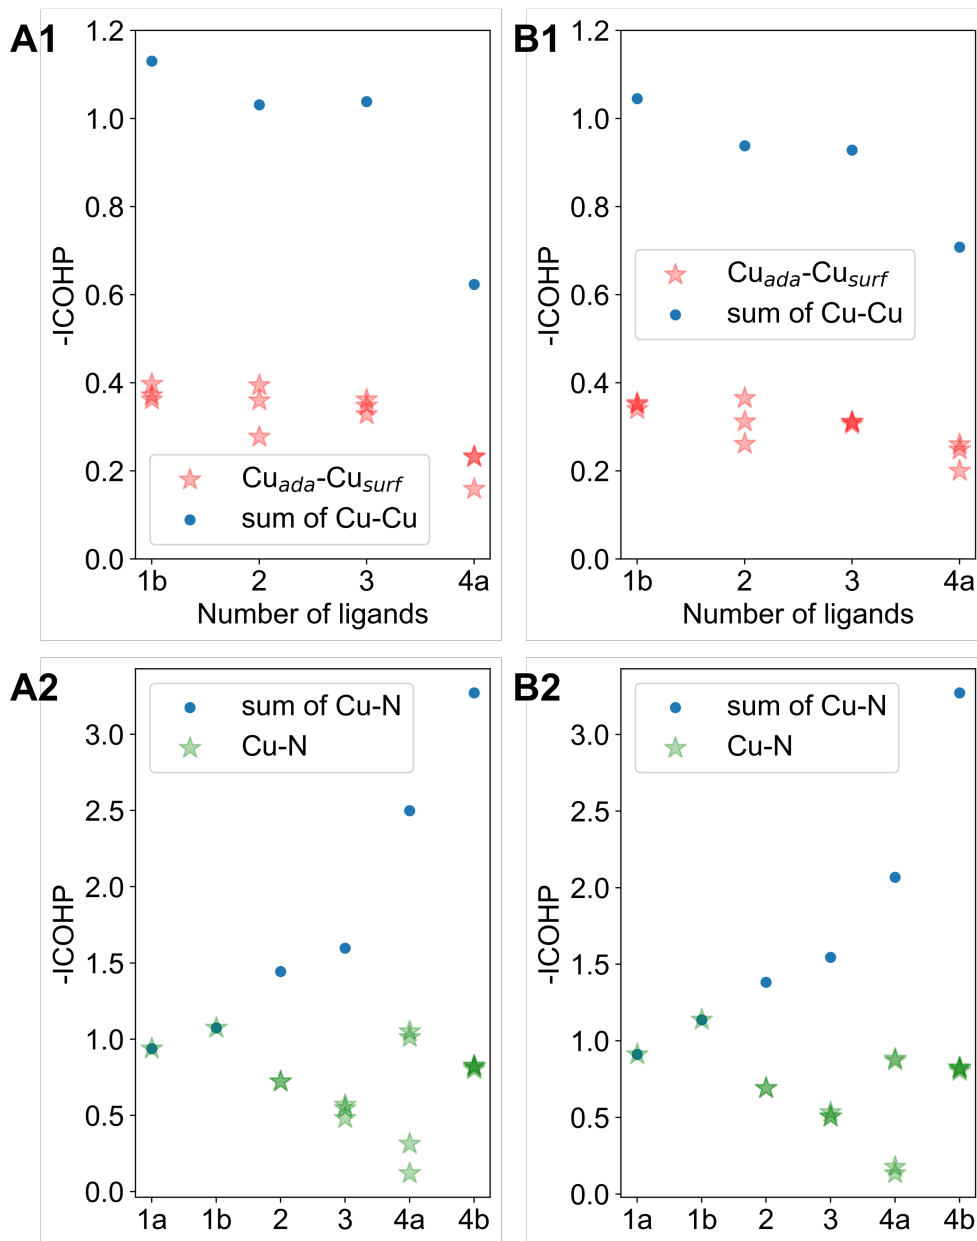 A1
1.2
1.0
0.8
0.6
0.4
0.2
0.0
-ICOHP
Cu_ada-Cu_surf
sum of Cu-Cu
1b 2 3 4a
Number of ligands
B1
1.2
1.0
0.8
0.6
0.4
0.2
0.0
-ICOHP
Cu_ada-Cu_surf
sum of Cu-Cu
1b 2 3 4a
Number of ligands
A2
3.0
2.5
2.0
1.5
1.0
0.5
0.0
-ICOHP
sum of Cu-N
Cu-N
1a 1b 2 3 4a 4b
B2
3.0
2.5
2.0
1.5
1.0
0.5
0.0
-ICOHP
sum of Cu-N
Cu-N
1a 1b 2 3 4a 4b